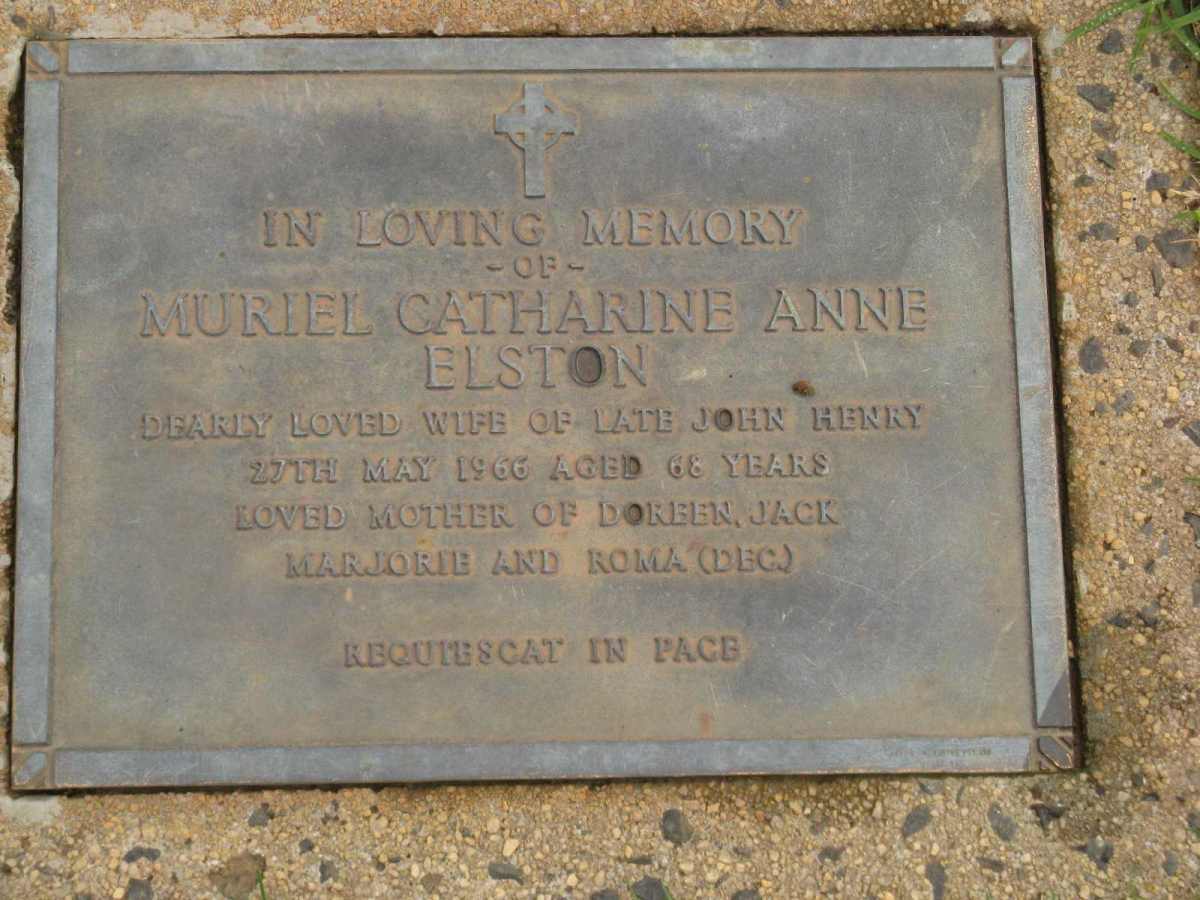 IN LOVING MEMORY
- OF -
MURIEL CATHARINE ANNE
ELSTON
DEARLY LOVED WIFE OF LATE JOHN HENRY
27TH MAY 1966 AGED 68 YEARS
LOVED MOTHER OF DOREEN, JACK
MARJORIE AND ROMA (DEC.)
REQUIESCAT IN PACE